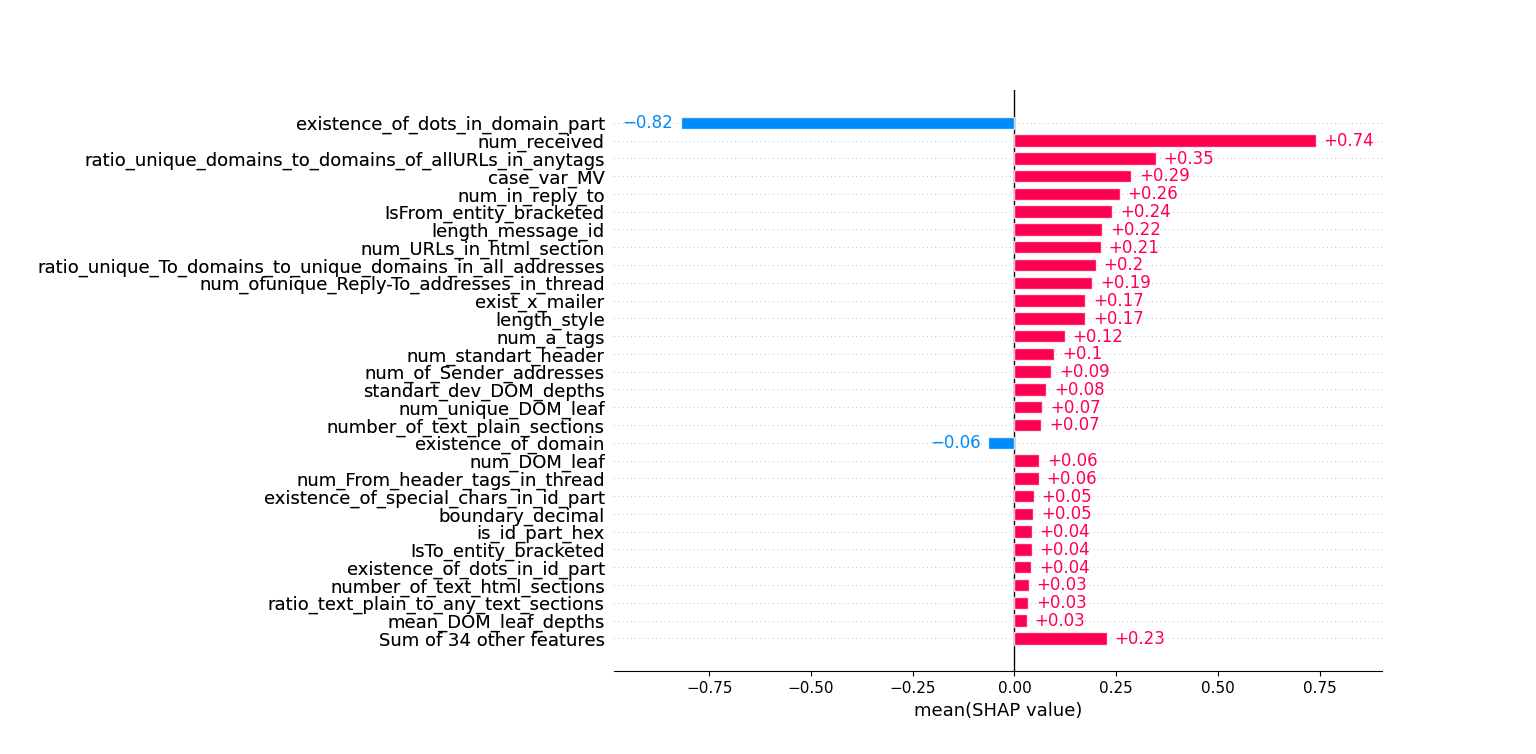 existence_of_dots_in_domain_part −0.82
num_received +0.74
ratio_unique_domains_to_domains_of_allURLs_in_anytags +0.35
case_var_MV +0.29
num_in_reply_to +0.26
IsFrom_entity_bracketed +0.24
length_message_id +0.22
num_URLs_in_html_section +0.21
ratio_unique_To_domains_to_unique_domains_in_all_addresses +0.2
num_ofunique_Reply-To_addresses_in_thread +0.19
exist_x_mailer +0.17
length_style +0.17
num_a_tags +0.12
num_standart_header +0.1
num_of_Sender_addresses +0.09
standart_dev_DOM_depths +0.08
num_unique_DOM_leaf +0.07
number_of_text_plain_sections +0.07
existence_of_domain −0.06
num_DOM_leaf +0.06
num_From_header_tags_in_thread +0.06
existence_of_special_chars_in_id_part +0.05
boundary_decimal +0.05
is_id_part_hex +0.04
IsTo_entity_bracketed +0.04
existence_of_dots_in_id_part +0.04
number_of_text_html_sections +0.03
ratio_text_plain_to_any_text_sections +0.03
mean_DOM_leaf_depths +0.03
Sum of 34 other features +0.23
−0.75 −0.50 −0.25 0.00 0.25 0.50 0.75
mean(SHAP value)